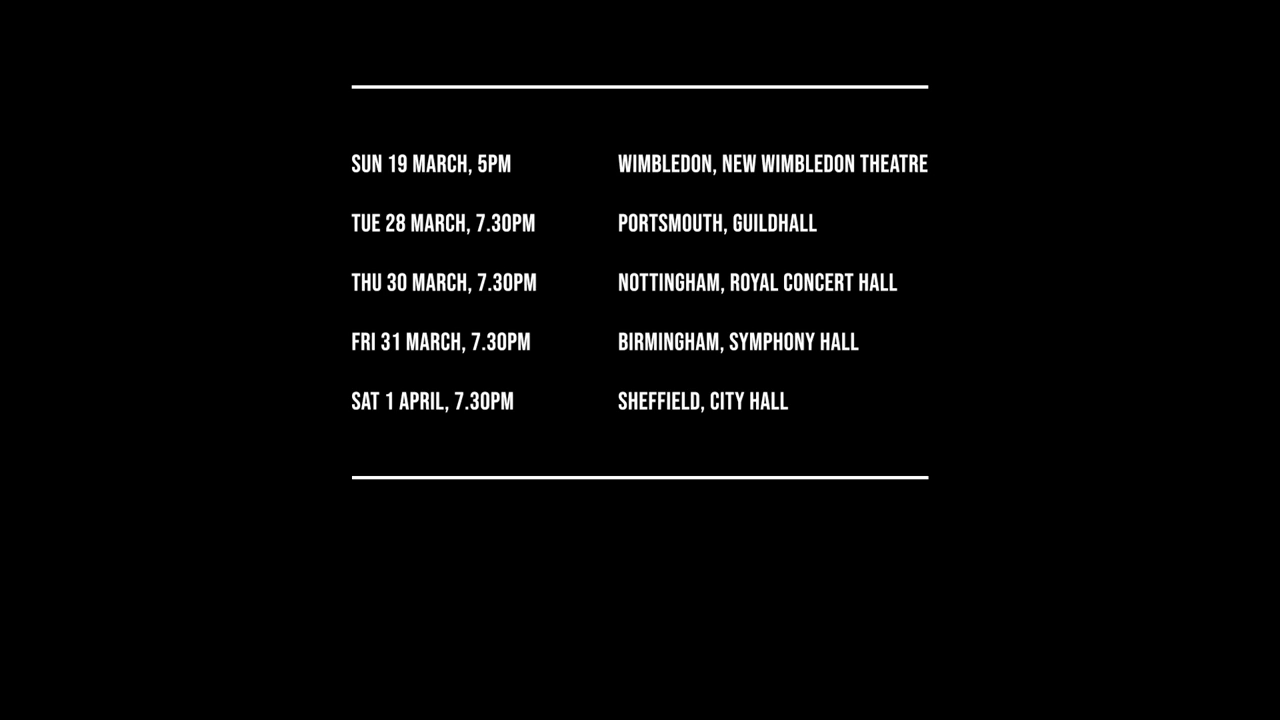 SUN 19 MARCH, 5PM WIMBLEDON, NEW WIMBLEDON THEATRE
TUE 28 MARCH, 7.30PM PORTSMOUTH, GUILDHALL
THU 30 MARCH, 7.30PM NOTTINGHAM, ROYAL CONCERT HALL
FRI 31 MARCH, 7.30PM BIRMINGHAM, SYMPHONY HALL
SAT 1 APRIL, 7.30PM SHEFFIELD, CITY HALL